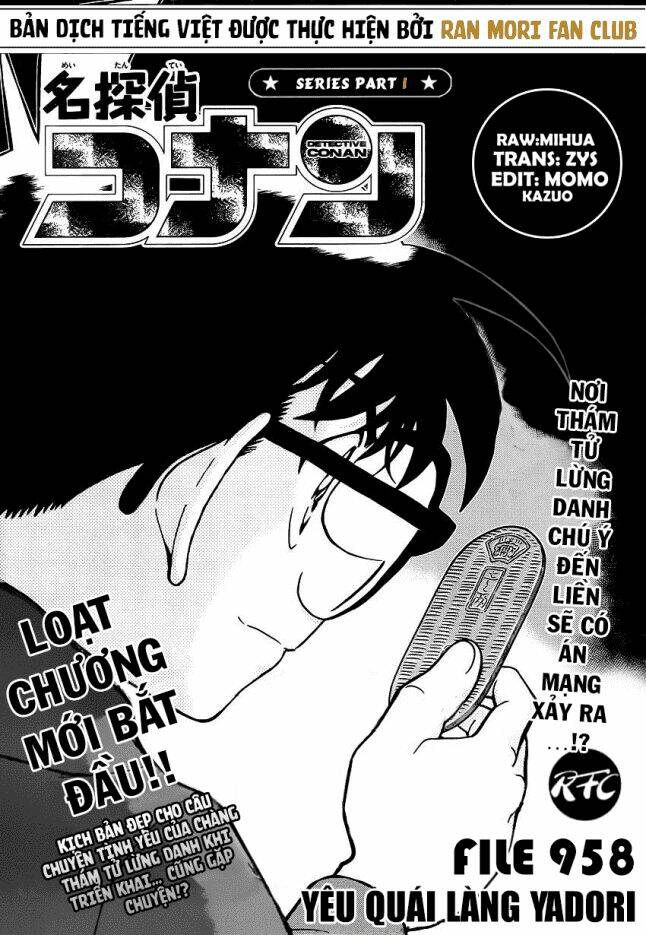 BẢN DỊCH TIẾNG VIỆT ĐƯỢC THỰC HIỆN BỞI RAN MORI FAN CLUB
★ SERIES PART 1 ★
めい たん てい
名探偵
コナン
DETECTIVE
CONAN
RAW:MIHUA
TRANS: ZYS
EDIT: MOMO
KAZUO
NƠI
THÁM
TỬ
LỪNG
DANH
CHÚ Ý
ĐẾN
LIỀN
SẼ CÓ
ÁN
MẠNG
XẢY RA
...!?
LOẠT
CHƯƠNG
MỚI BẮT
ĐẦU!!
KỊCH BẢN ĐẸP CHO CÂU
CHUYỆN TÌNH YÊU CỦA CHÀNG
THÁM TỬ LỪNG DANH KHI
TRIỂN KHAI... CŨNG GẶP
CHUYỆN!?
RFC
FILE 958
YÊU QUÁI LÀNG YADORI